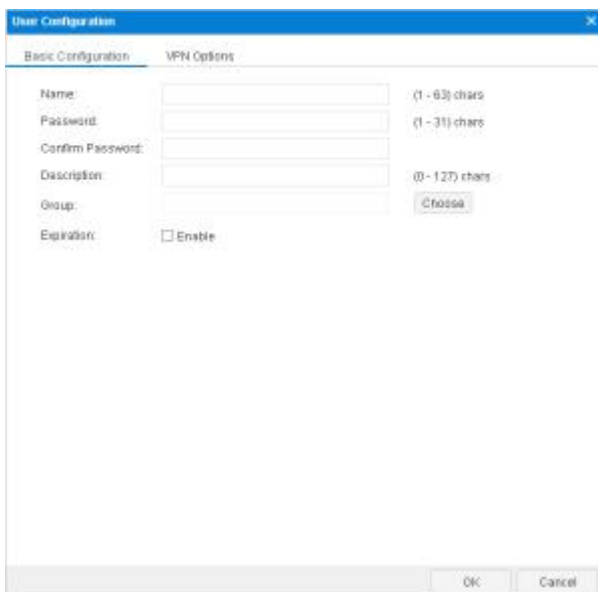 User Configuration
Basic Configuration VPN Options
Name: (1 - 63) chars
Password: (1 - 31) chars
Confirm Password:
Description: (0 - 127) chars
Group: Choose
Expiration: Enable
OK Cancel